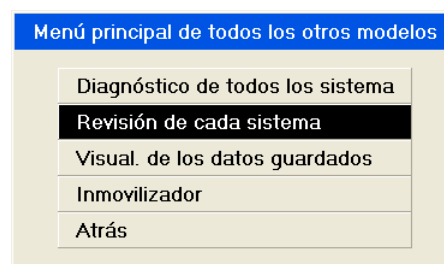 Menú principal de todos los otros modelos
Diagnóstico de todos los sistema
Revisión de cada sistema
Visual. de los datos guardados
Inmovilizador
Atrás